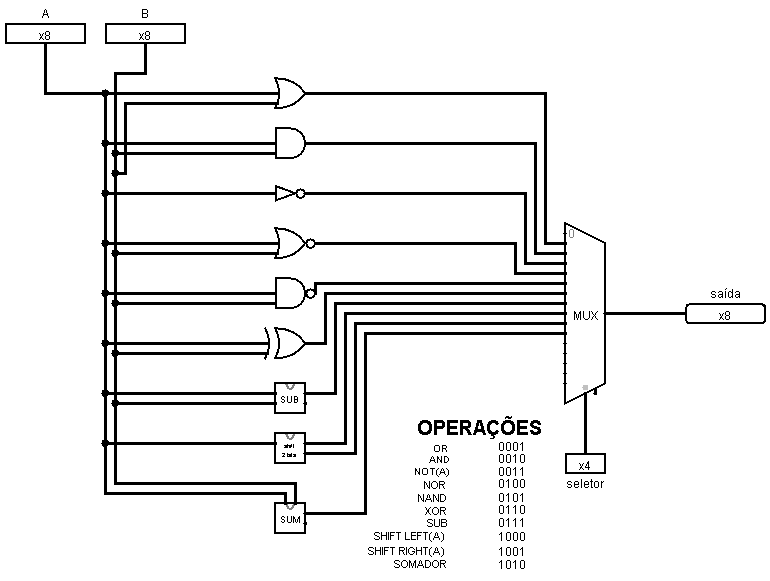 A B
x8 x8
0
MUX
saída
x8
SUB
shift
2 bits
SUM
x4
seletor
OPERAÇÕES
OR 0001
AND 0010
NOT(A) 0011
NOR 0100
NAND 0101
XOR 0110
SUB 0111
SHIFT LEFT(A) 1000
SHIFT RIGHT(A) 1001
SOMADOR 1010